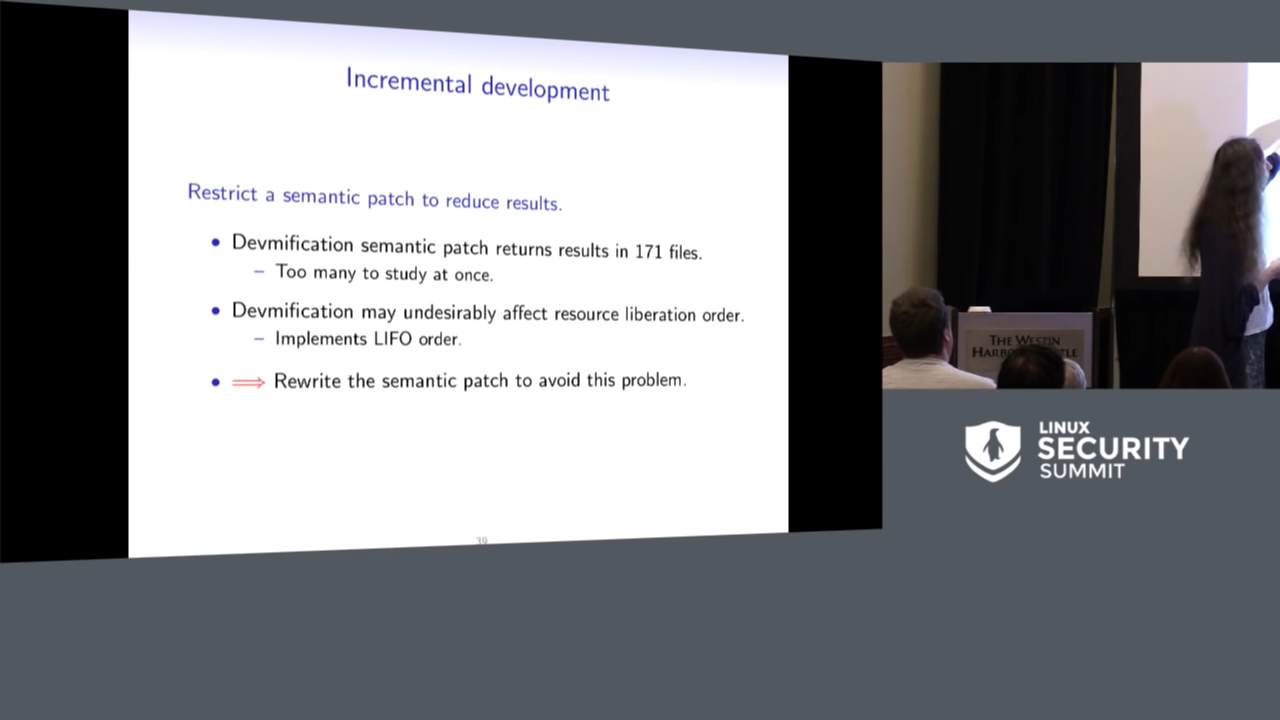 Incremental development
Restrict a semantic patch to reduce results.
• Devmification semantic patch returns results in 171 files.
– Too many to study at once.
• Devmification may undesirably affect resource liberation order.
– Implements LIFO order.
• ⟹ Rewrite the semantic patch to avoid this problem.
39
THE WESTIN
LINUX
SECURITY
SUMMIT